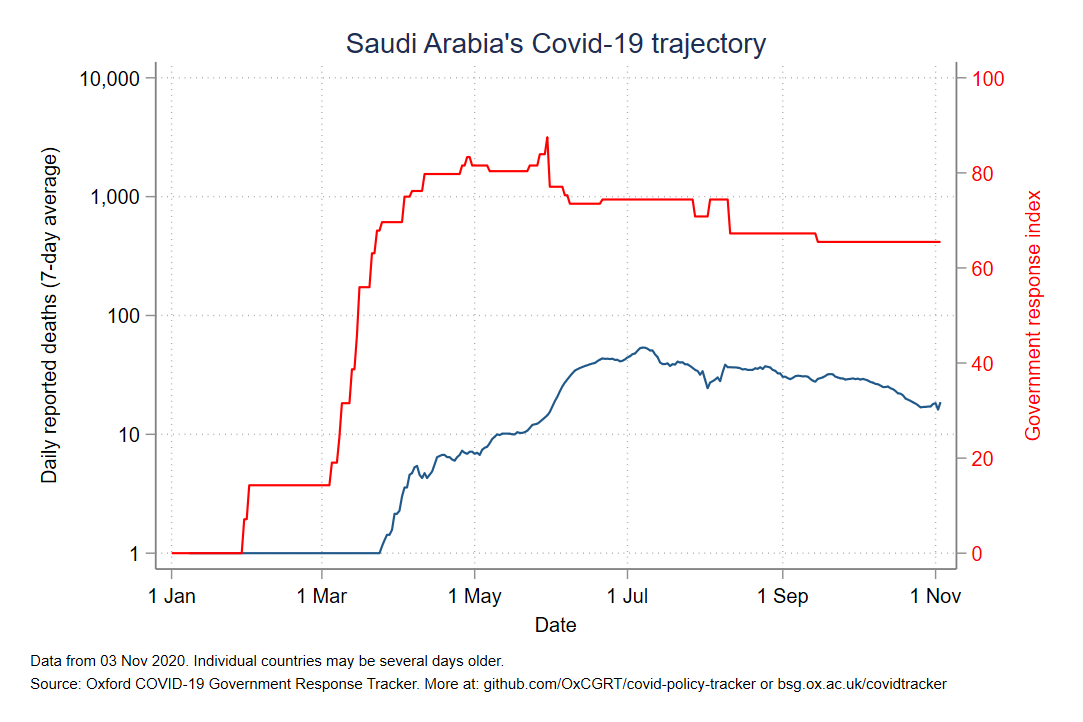 Saudi Arabia's Covid-19 trajectory
10,000
1,000
100
10
1
Daily reported deaths (7-day average)
100
80
60
40
20
0
Government response index
1 Jan
1 Mar
1 May
1 Jul
1 Sep
1 Nov
Date
Data from 03 Nov 2020. Individual countries may be several days older.
Source: Oxford COVID-19 Government Response Tracker. More at: github.com/OxCGRT/covid-policy-tracker or bsg.ox.ac.uk/covidtracker